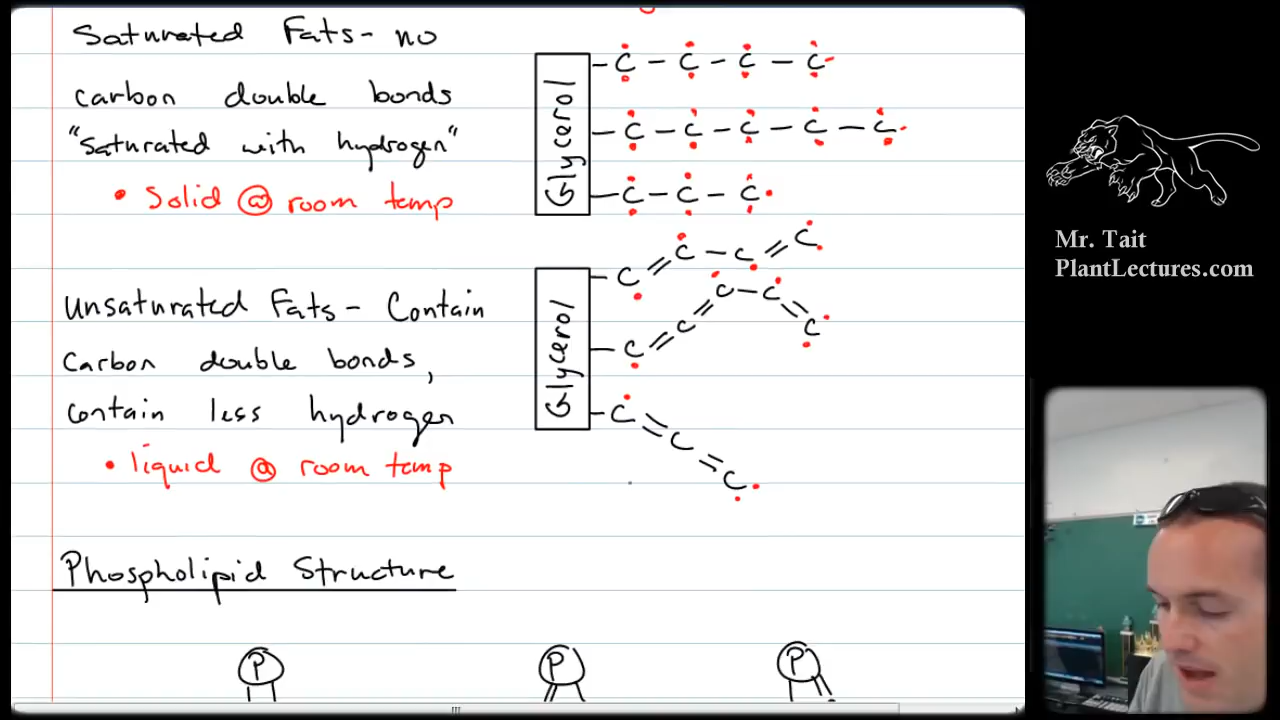 Saturated Fats - no
carbon double bonds
"Saturated with hydrogen"
• Solid @ room temp
Glycerol
- C - C - C - C
- C - C - C - C - C
- C - C - C
Unsaturated Fats - Contain
Carbon double bonds,
contain less hydrogen
• liquid @ room temp
Glycerol
- C = C - C = C
- C = C = C - C = C
- C = C = C
Phospholipid Structure
P P P
Mr. Tait
PlantLectures.com